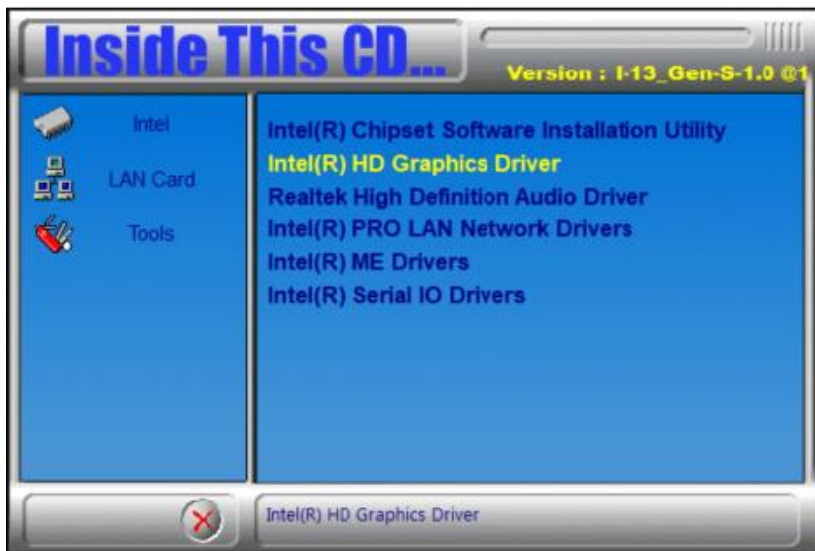 Inside This CD...
Version : I-13_Gen-S-1.0 @1
Intel
LAN Card
Tools
Intel(R) Chipset Software Installation Utility
Intel(R) HD Graphics Driver
Realtek High Definition Audio Driver
Intel(R) PRO LAN Network Drivers
Intel(R) ME Drivers
Intel(R) Serial IO Drivers
Intel(R) HD Graphics Driver